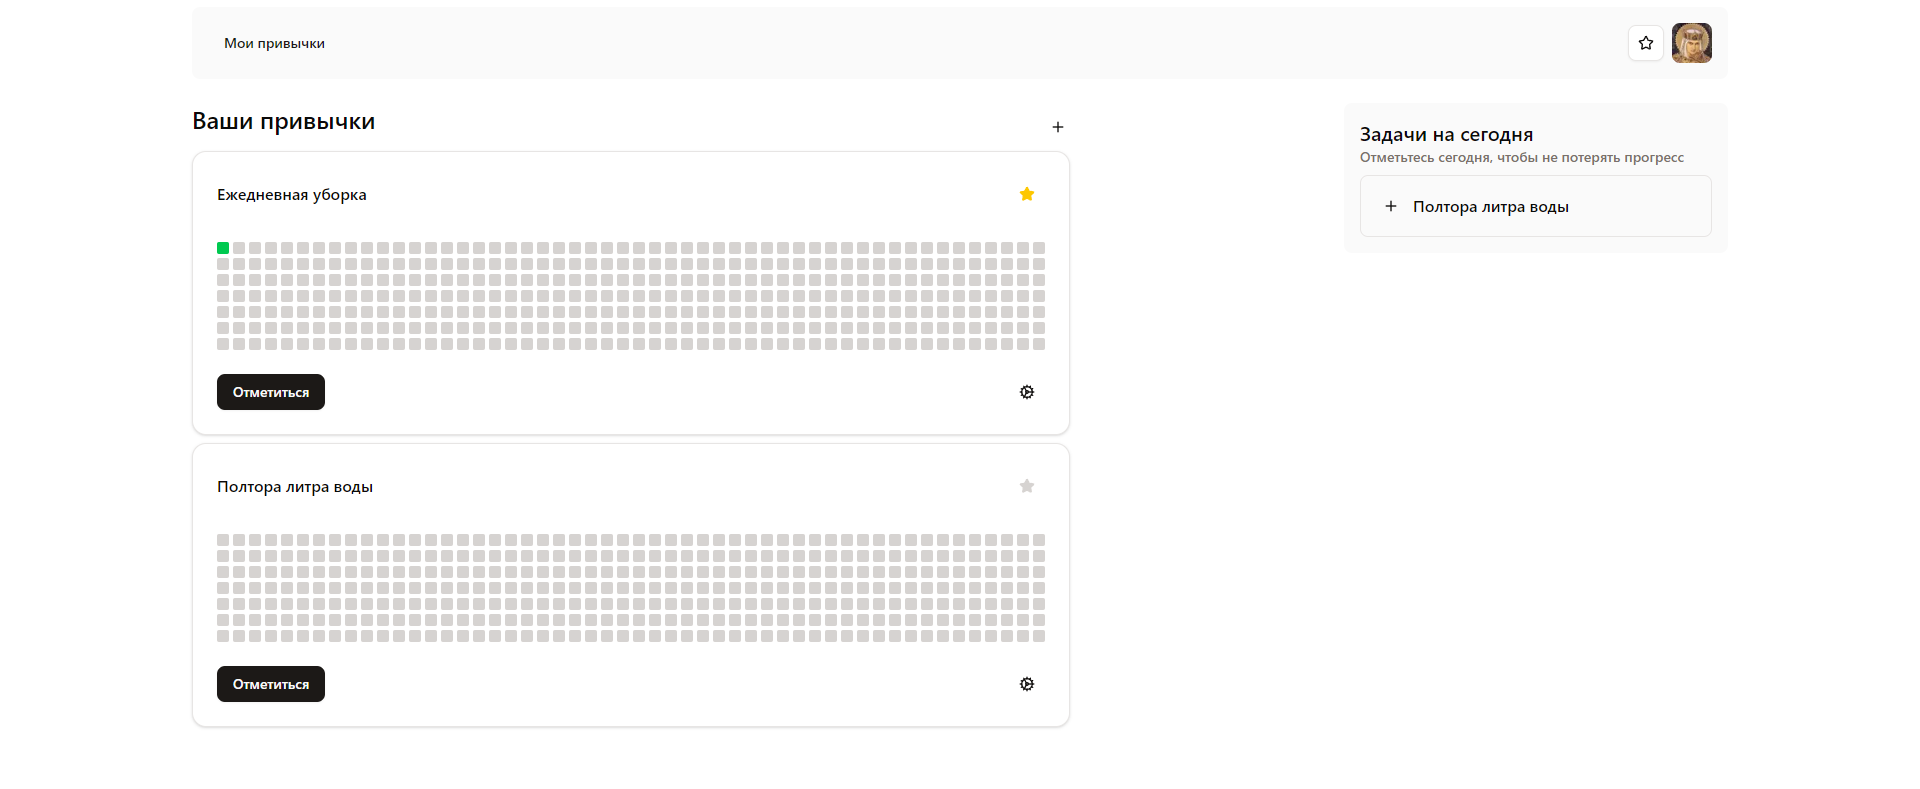 Мои привычки
Ваши привычки
Ежедневная уборка
Отметиться
Полтора литра воды
Отметиться
Задачи на сегодня
Отметьтесь сегодня, чтобы не потерять прогресс
Полтора литра воды